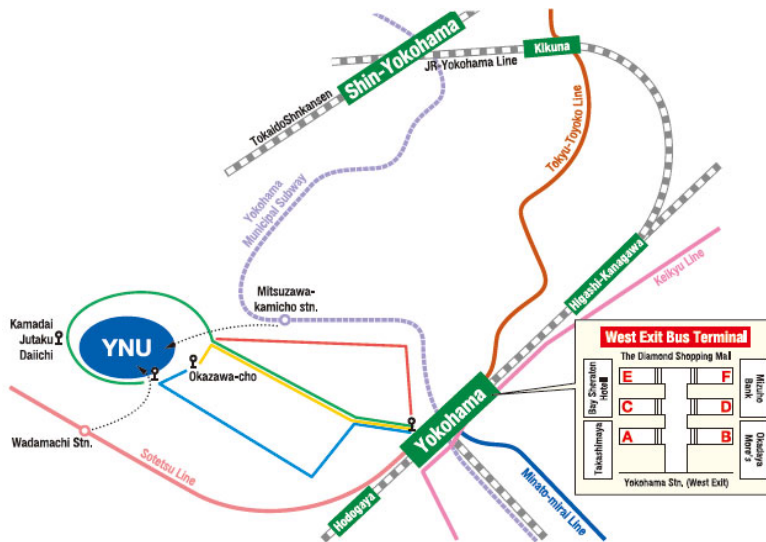 Shin-Yokohama
Kikuna
JR-Yokohama Line
TokaidoShnkansen
Tokyu-Toyoko Line
Yokohama
Municipal Subway
Higashi-Kanagawa
Keikyu Line
Mitsuzawa-
kamicho stn.
Kamadai
Jutaku
Daiichi
YNU
Okazawa-cho
Wadamachi Stn.
Sotetsu Line
Yokohama
Hodogaya
Minato-mirai Line
West Exit Bus Terminal
The Diamond Shopping Mall
Bay Sheraton
Hotel
E
F
Mizuho
Bank
C
D
Takashimaya
A
B
Okadaya
More's
Yokohama Stn. (West Exit)